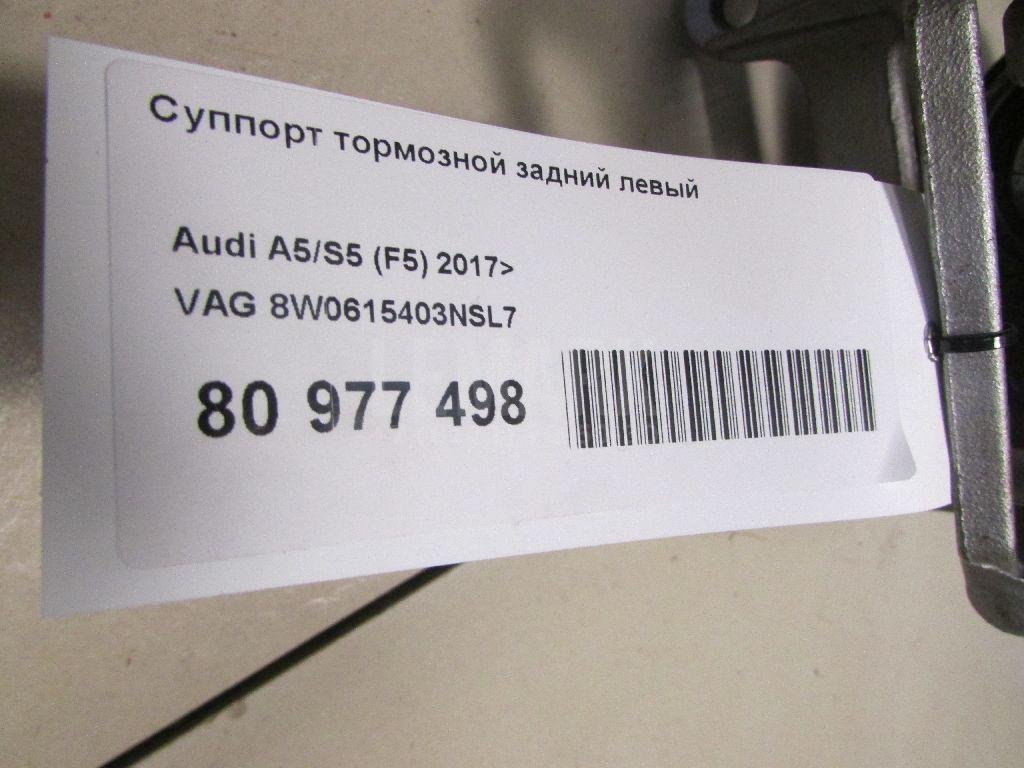 Суппорт тормозной задний левый
Audi A5/S5 (F5) 2017>
VAG 8W0615403NSL7
80 977 498